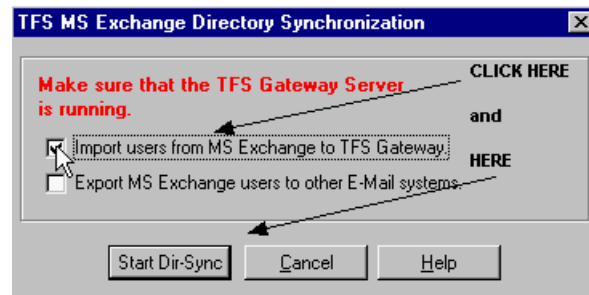 TFS MS Exchange Directory Synchronization
Make sure that the TFS Gateway Server
is running.
CLICK HERE
and
HERE
Import users from MS Exchange to TFS Gateway.
Export MS Exchange users to other E-Mail systems.
Start Dir-Sync
Cancel
Help